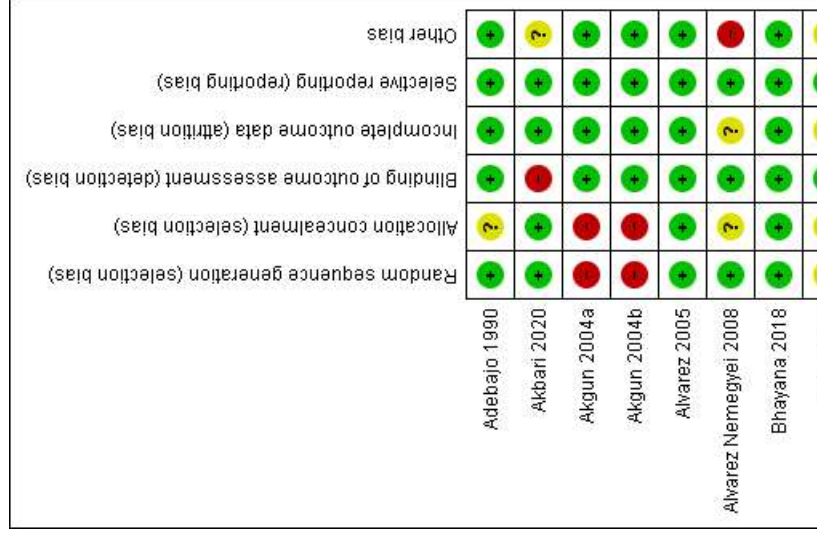 Other bias
Selective reporting (reporting bias)
Incomplete outcome data (attrition bias)
Blinding of outcome assessment (detection bias)
Allocation concealment (selection bias)
Random sequence generation (selection bias)
+ ? + + + - +
+ + + + + + +
+ + + + + ? +
+ - + + + + +
? + - - + ? +
+ + - - + + +
Adebajo 1990
Akbari 2020
Akgun 2004a
Akgun 2004b
Alvarez 2005
Alvarez Nemegyei 2008
Bhayana 2018